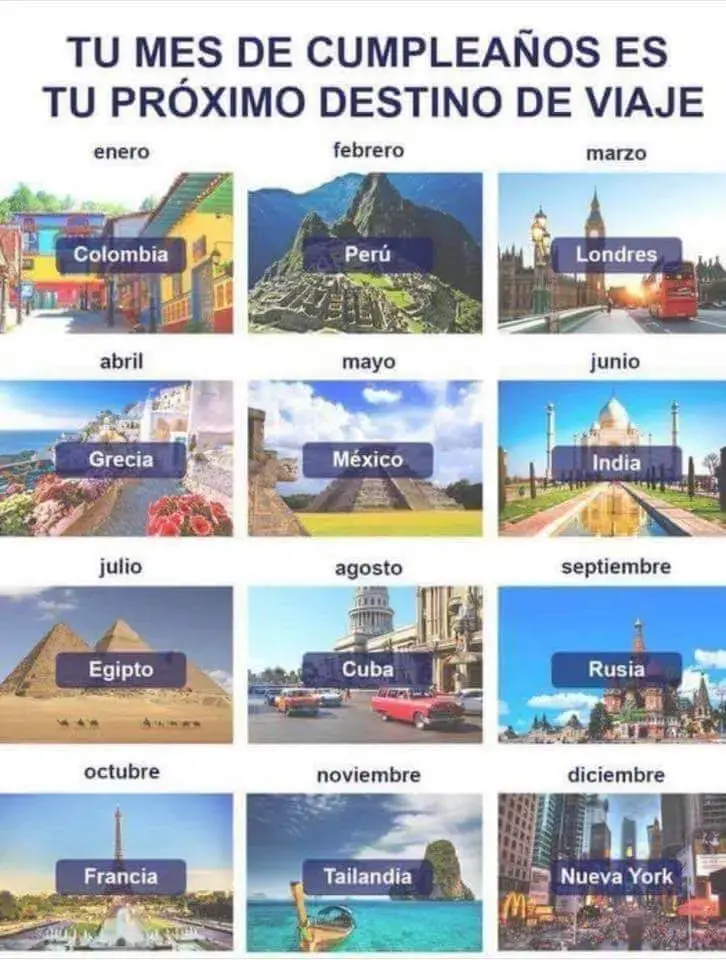 TU MES DE CUMPLEAÑOS ES
TU PRÓXIMO DESTINO DE VIAJE
enero
febrero
marzo
Colombia
Perú
Londres
abril
mayo
junio
Grecia
México
India
julio
agosto
septiembre
Egipto
Cuba
Rusia
octubre
noviembre
diciembre
Francia
Tailandia
Nueva York